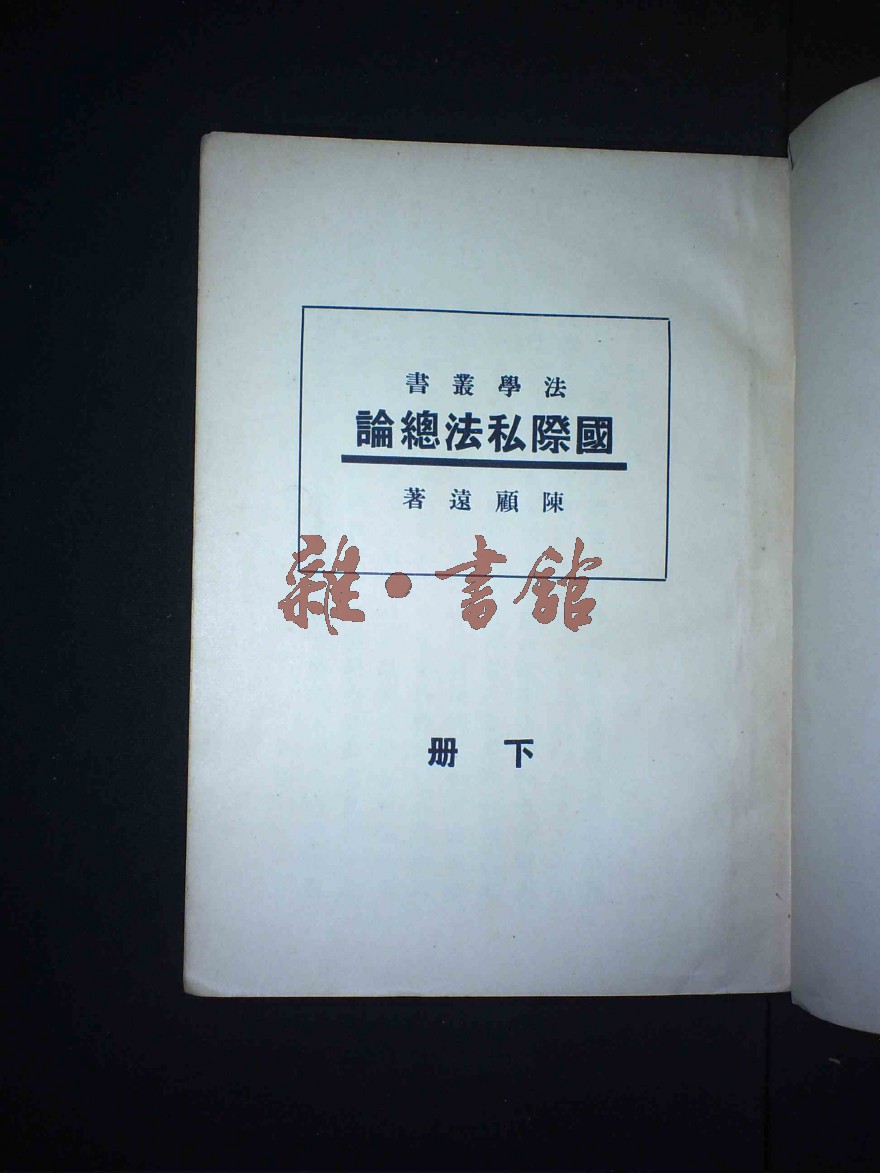 法學叢書
國際私法總論
陳顧遠著
雜·書館
下册